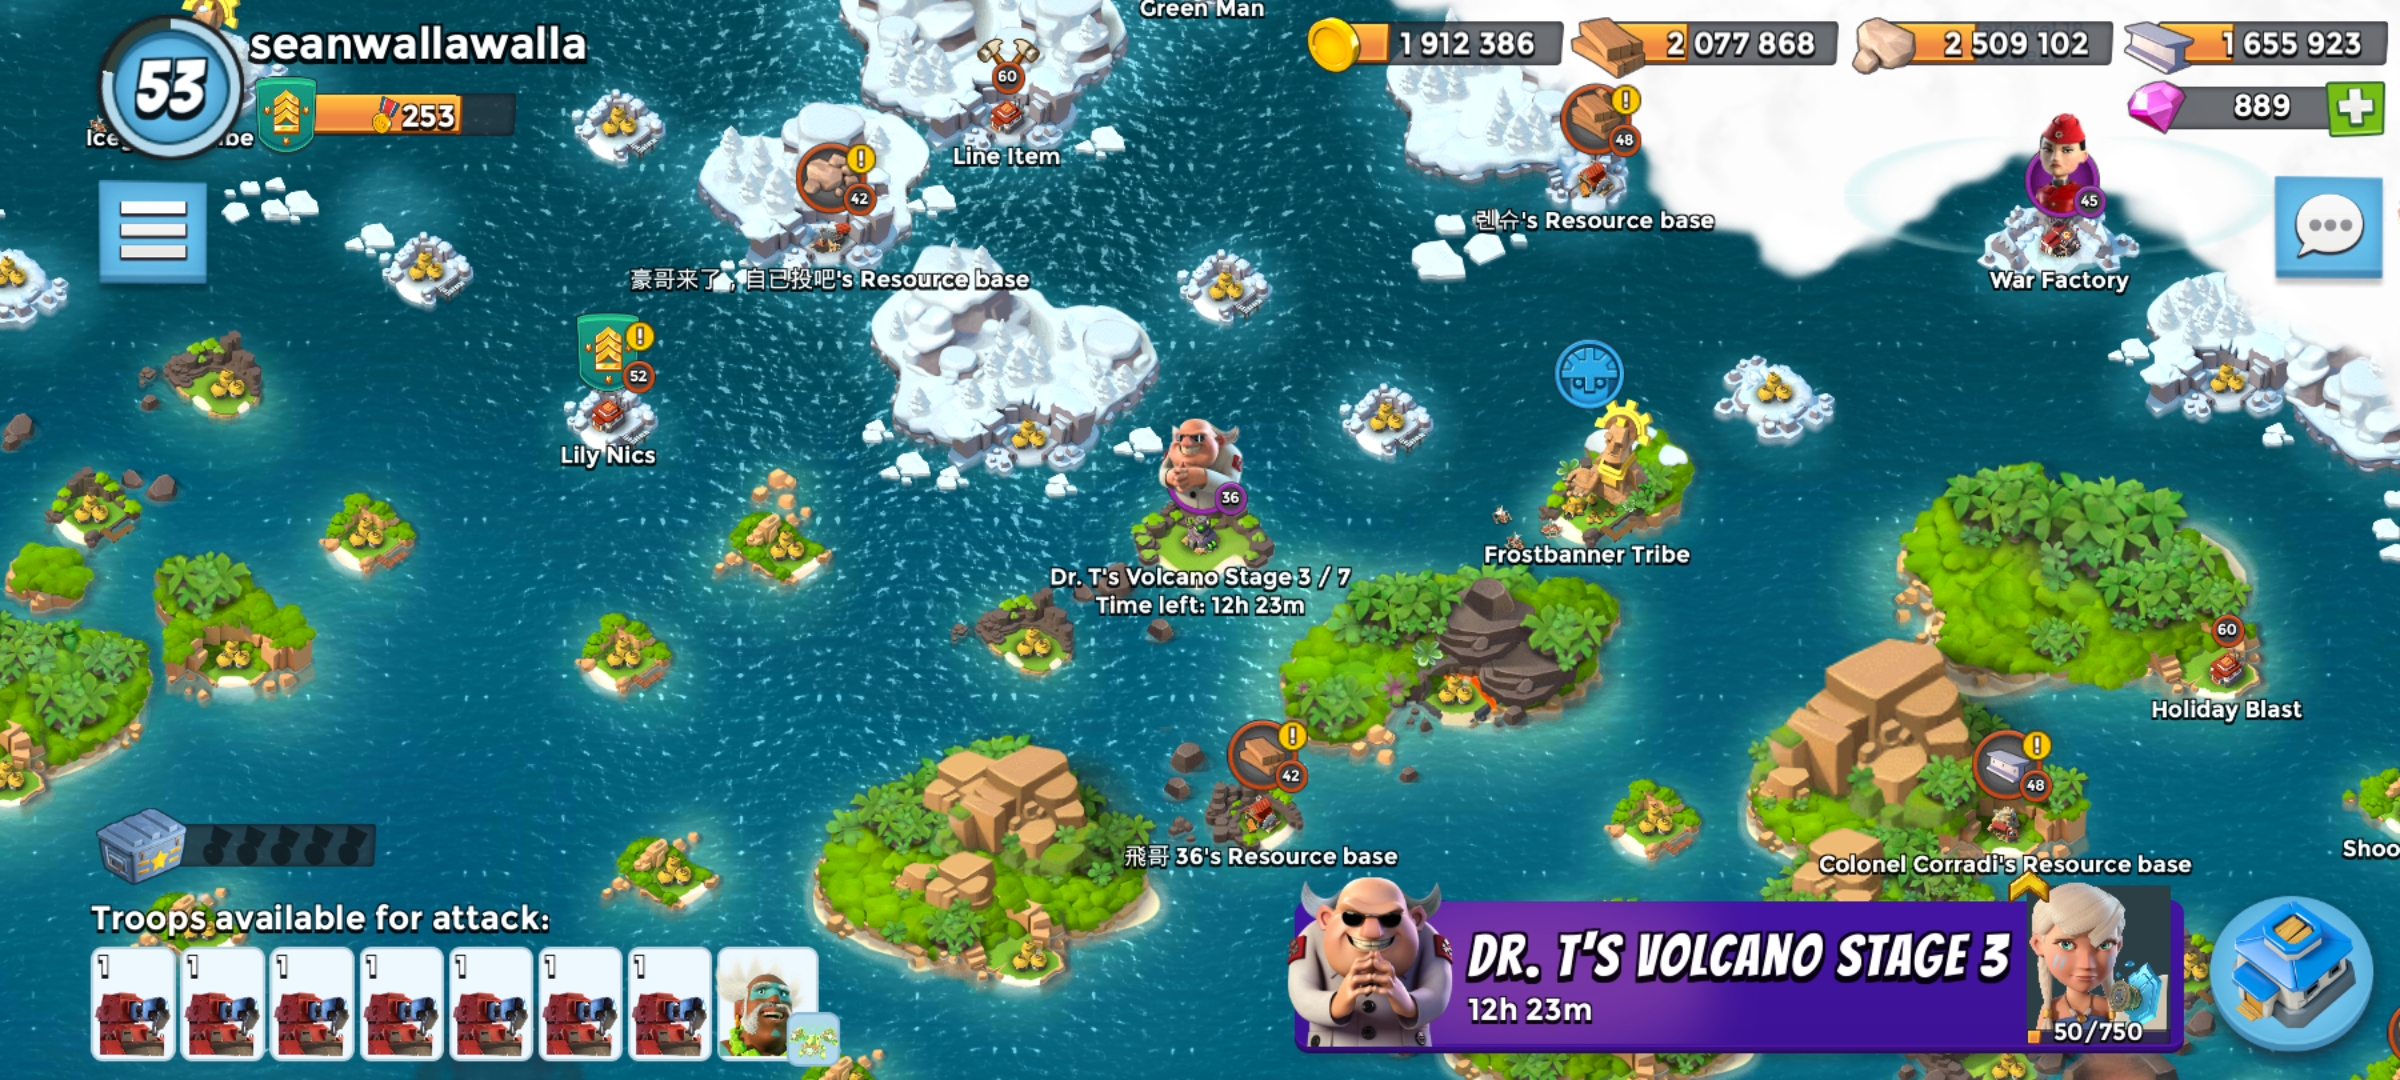 Green Man
53
seanwallawalla
253
1 912 386
2 077 868
2 509 102
1 655 923
889
60
Line Item
42
豪哥来了，自已投吧's Resource base
48
렌슈's Resource base
45
War Factory
52
Lily Nics
36
Dr. T's Volcano Stage 3 / 7
Time left: 12h 23m
Frostbanner Tribe
60
Holiday Blast
42
飛哥 36's Resource base
48
Colonel Corradi's Resource base
Troops available for attack:
1
1
1
1
1
1
1
DR. T'S VOLCANO STAGE 3
12h 23m
50/750